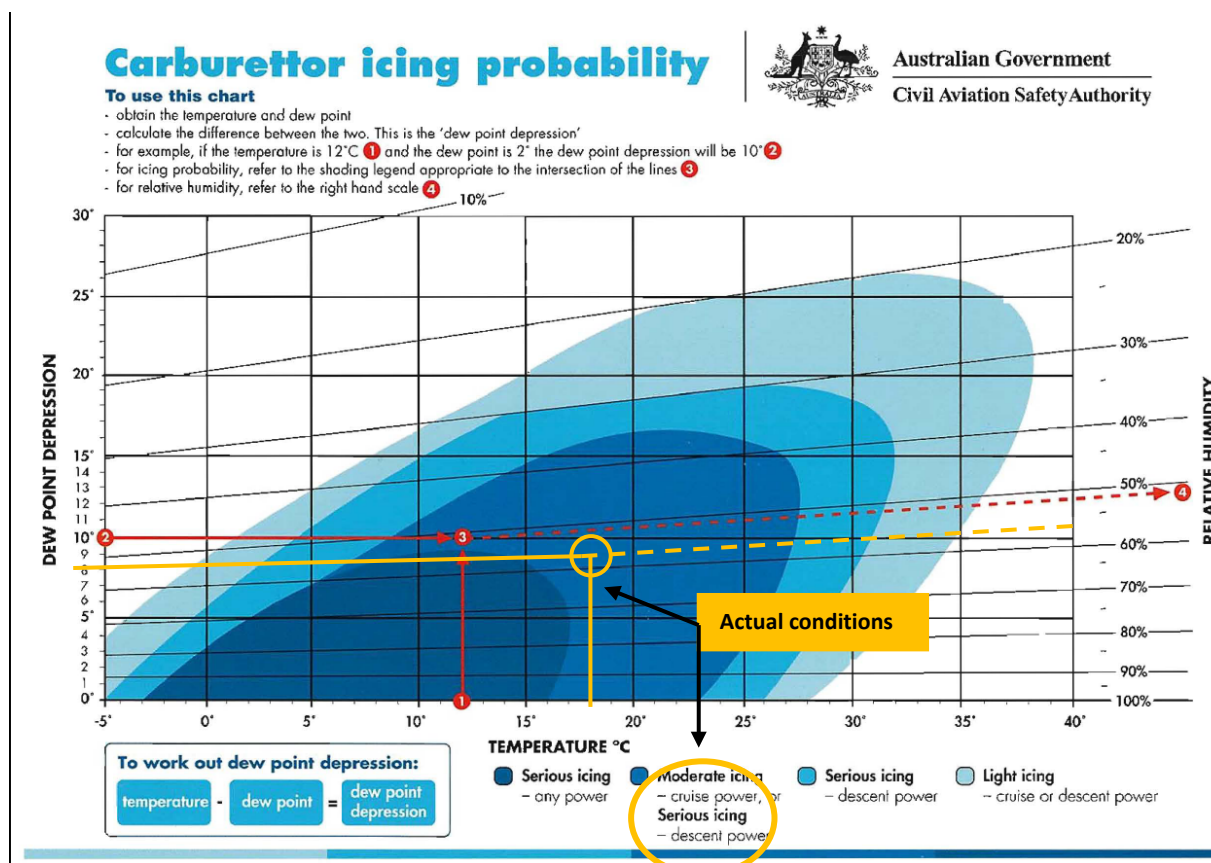 Carburettor icing probability
Australian Government
Civil Aviation Safety Authority
To use this chart
- obtain the temperature and dew point
- calculate the difference between the two. This is the 'dew point depression'
- for example, if the temperature is 12°C 1 and the dew point is 2° the dew point depression will be 10° 2
- for icing probability, refer to the shading legend appropriate to the intersection of the lines 3
- for relative humidity, refer to the right hand scale 4
10%
30°
20%
25°
30%
20°
40%
15°
14
13
12
11
50%
4
2
10°
3
9
60%
8
7
70%
6
5°
4
80%
3
2
90%
1
0°
1
100%
DEW POINT DEPRESSION
RELATIVE HUMIDITY
Actual conditions
-5° 0° 5° 10° 15° 20° 25° 30° 35° 40°
TEMPERATURE °C
To work out dew point depression:
temperature - dew point = dew point depression
Serious icing
– any power
Moderate icing
– cruise power, or
Serious icing
– descent power
Serious icing
– descent power
Light icing
– cruise or descent power